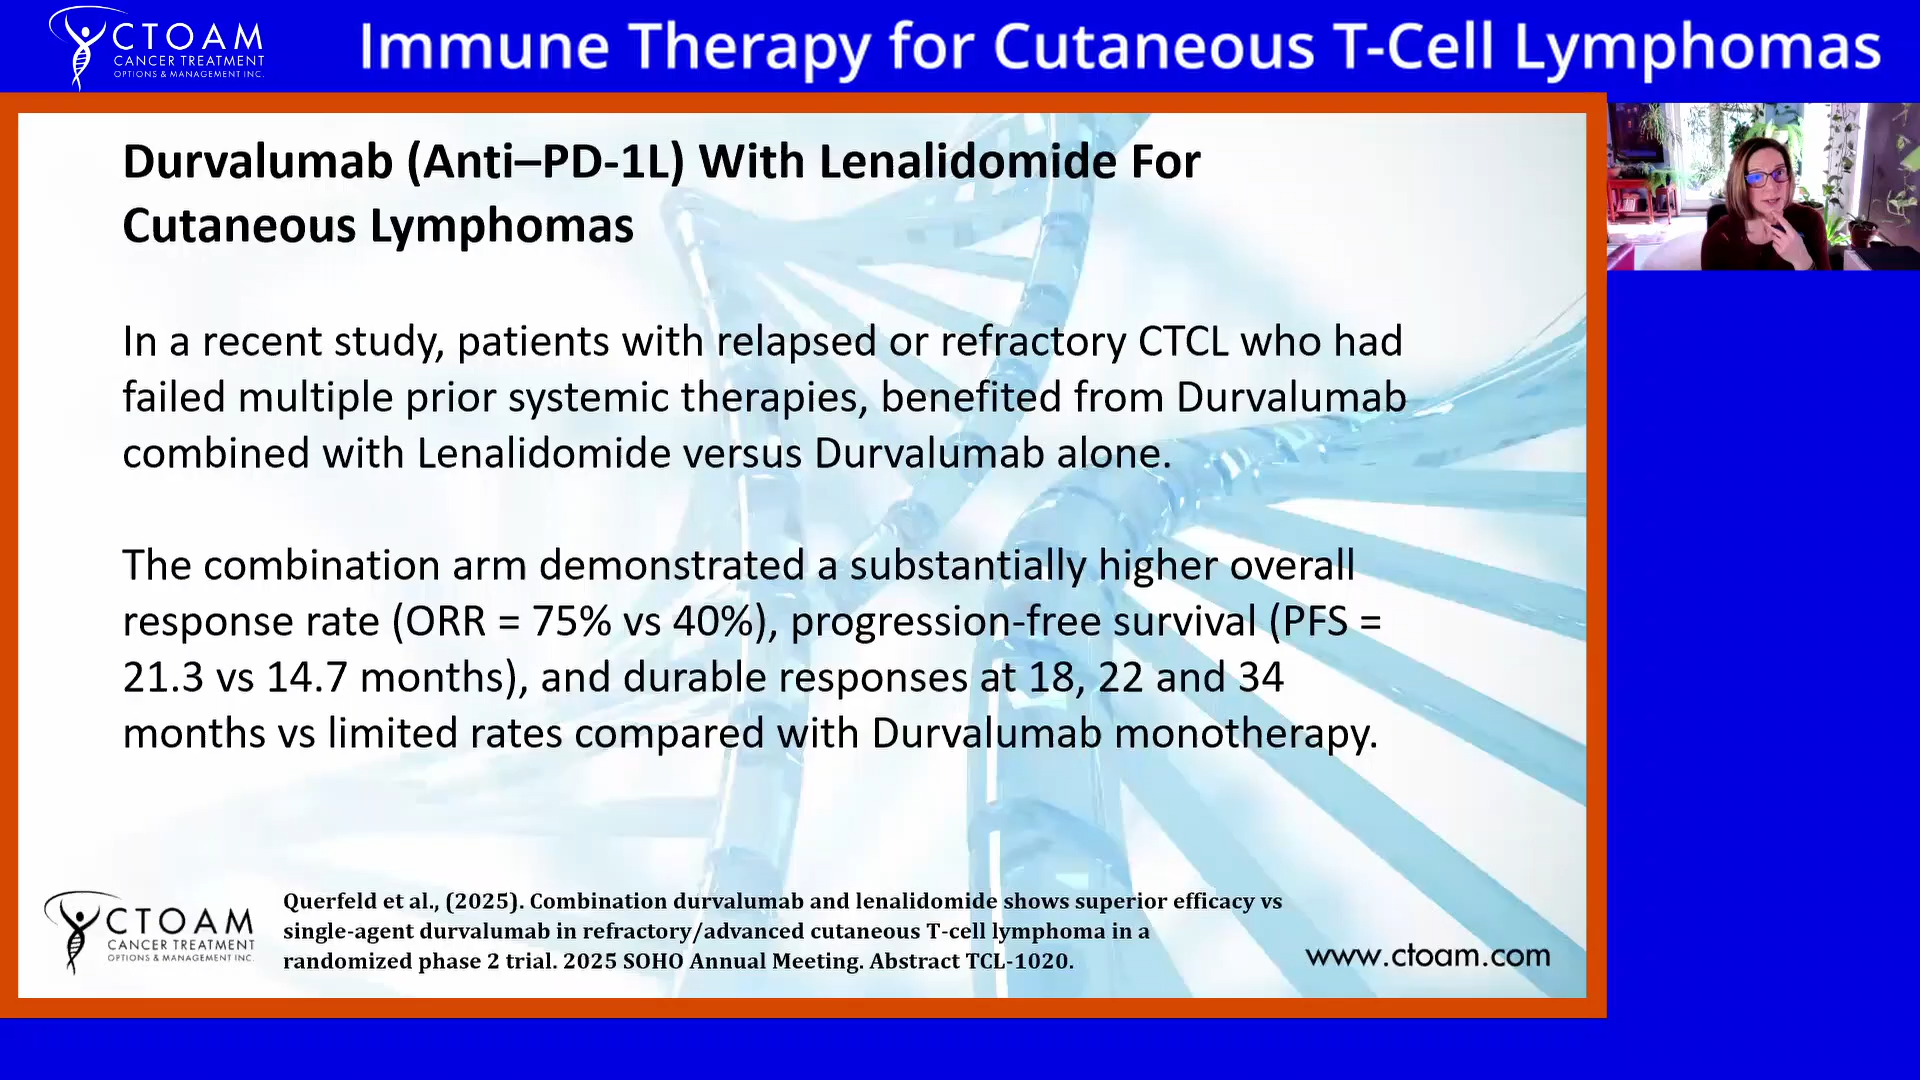 CTOAM
CANCER TREATMENT
OPTIONS & MANAGEMENT INC.
Immune Therapy for Cutaneous T-Cell Lymphomas
Durvalumab (Anti–PD-1L) With Lenalidomide For
Cutaneous Lymphomas
In a recent study, patients with relapsed or refractory CTCL who had
failed multiple prior systemic therapies, benefited from Durvalumab
combined with Lenalidomide versus Durvalumab alone.
The combination arm demonstrated a substantially higher overall
response rate (ORR = 75% vs 40%), progression-free survival (PFS =
21.3 vs 14.7 months), and durable responses at 18, 22 and 34
months vs limited rates compared with Durvalumab monotherapy.
CTOAM
CANCER TREATMENT
OPTIONS & MANAGEMENT INC.
Querfeld et al., (2025). Combination durvalumab and lenalidomide shows superior efficacy vs
single-agent durvalumab in refractory/advanced cutaneous T-cell lymphoma in a
randomized phase 2 trial. 2025 SOHO Annual Meeting. Abstract TCL-1020.
www.ctoam.com